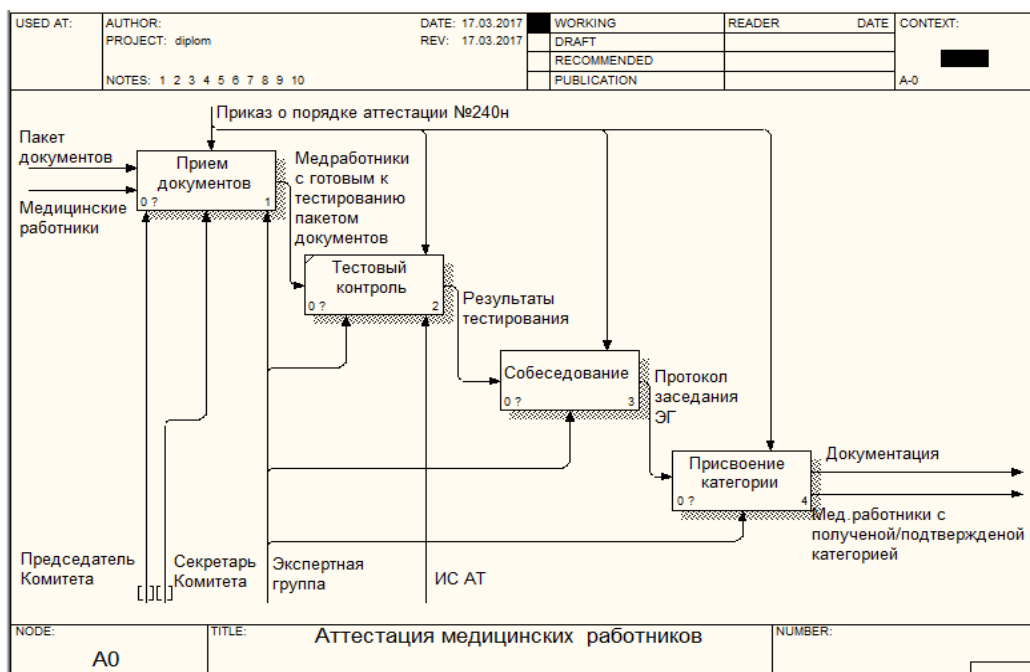 USED AT:
AUTHOR:
DATE: 17.03.2017
WORKING
READER
DATE
CONTEXT:
PROJECT: diplom
REV: 17.03.2017
DRAFT
RECOMMENDED
NOTES: 1 2 3 4 5 6 7 8 9 10
PUBLICATION
A-0
Приказ о порядке аттестации №240н
Пакет
документов
Прием
документов
0 ?
1
Медработники
с готовым к
тестированию
пакетом
документов
Медицинские
работники
Тестовый
контроль
0 ?
2
Результаты
тестирования
Собеседование
0 ?
3
Протокол
заседания
ЭГ
Присвоение
категории
0 ?
4
Документация
Мед.работники с
полученой/подтвержденой
категорией
Председатель
Комитета
Секретарь
Комитета
Экспертная
группа
ИС АТ
NODE:
TITLE:
Аттестация медицинских работников
NUMBER:
A0